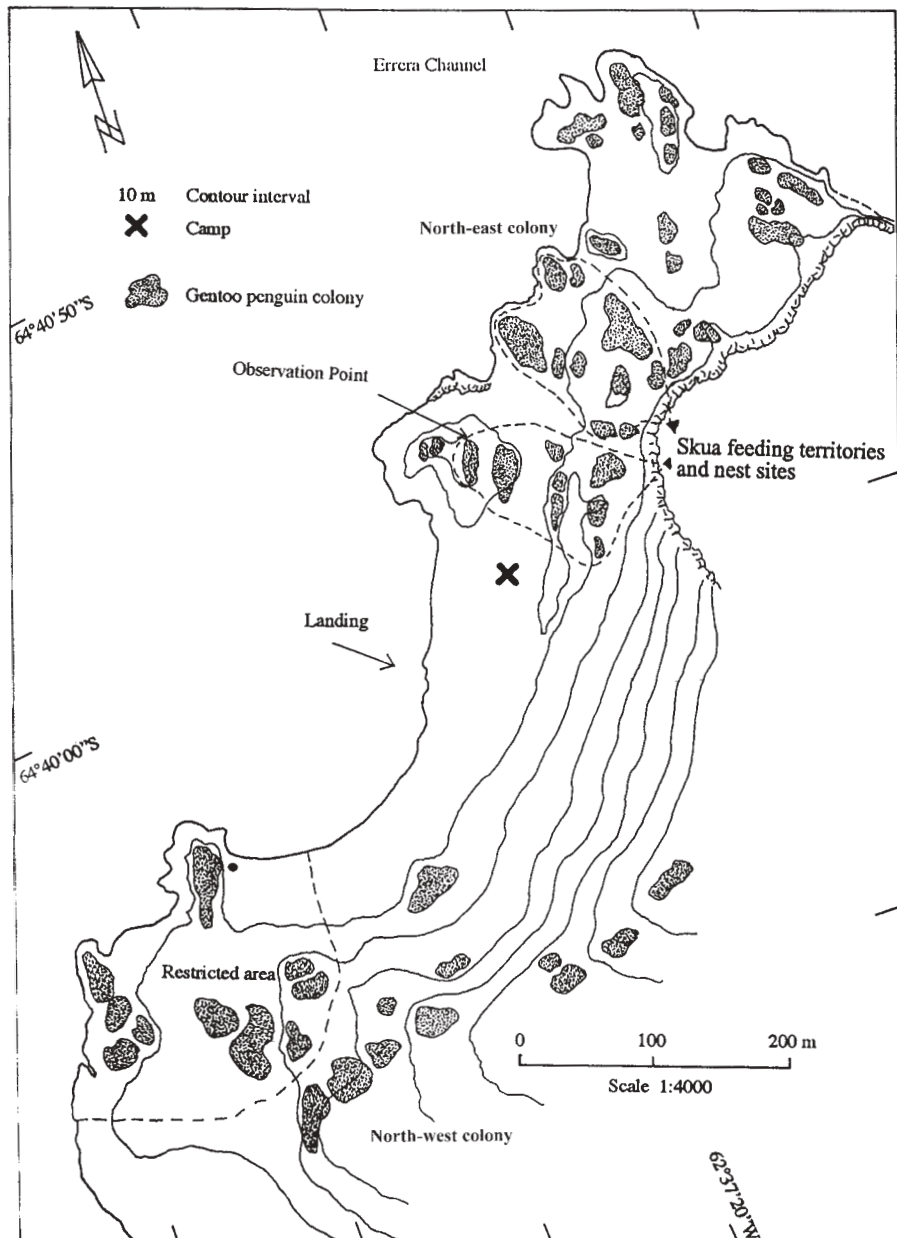 Errera Channel
N
10 m Contour interval
Camp
North-east colony
Gentoo penguin colony
64°40'50"S
Observation Point
Skua feeding territories
and nest sites
Landing
64°40'00"S
Restricted area
0 100 200 m
Scale 1:4000
North-west colony
62°37'20"W